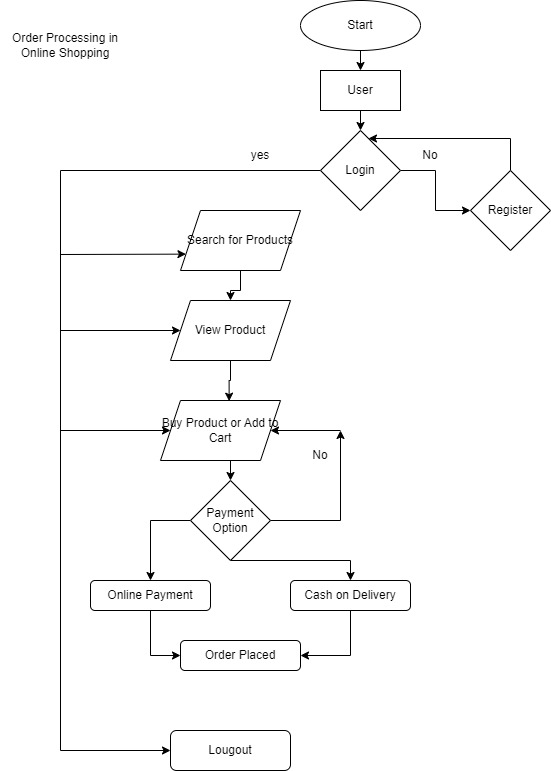 Order Processing in
Online Shopping
Start
User
Login
yes
No
Register
Search for Products
View Product
Buy Product or Add to
Cart
No
Payment
Option
Online Payment
Cash on Delivery
Order Placed
Lougout